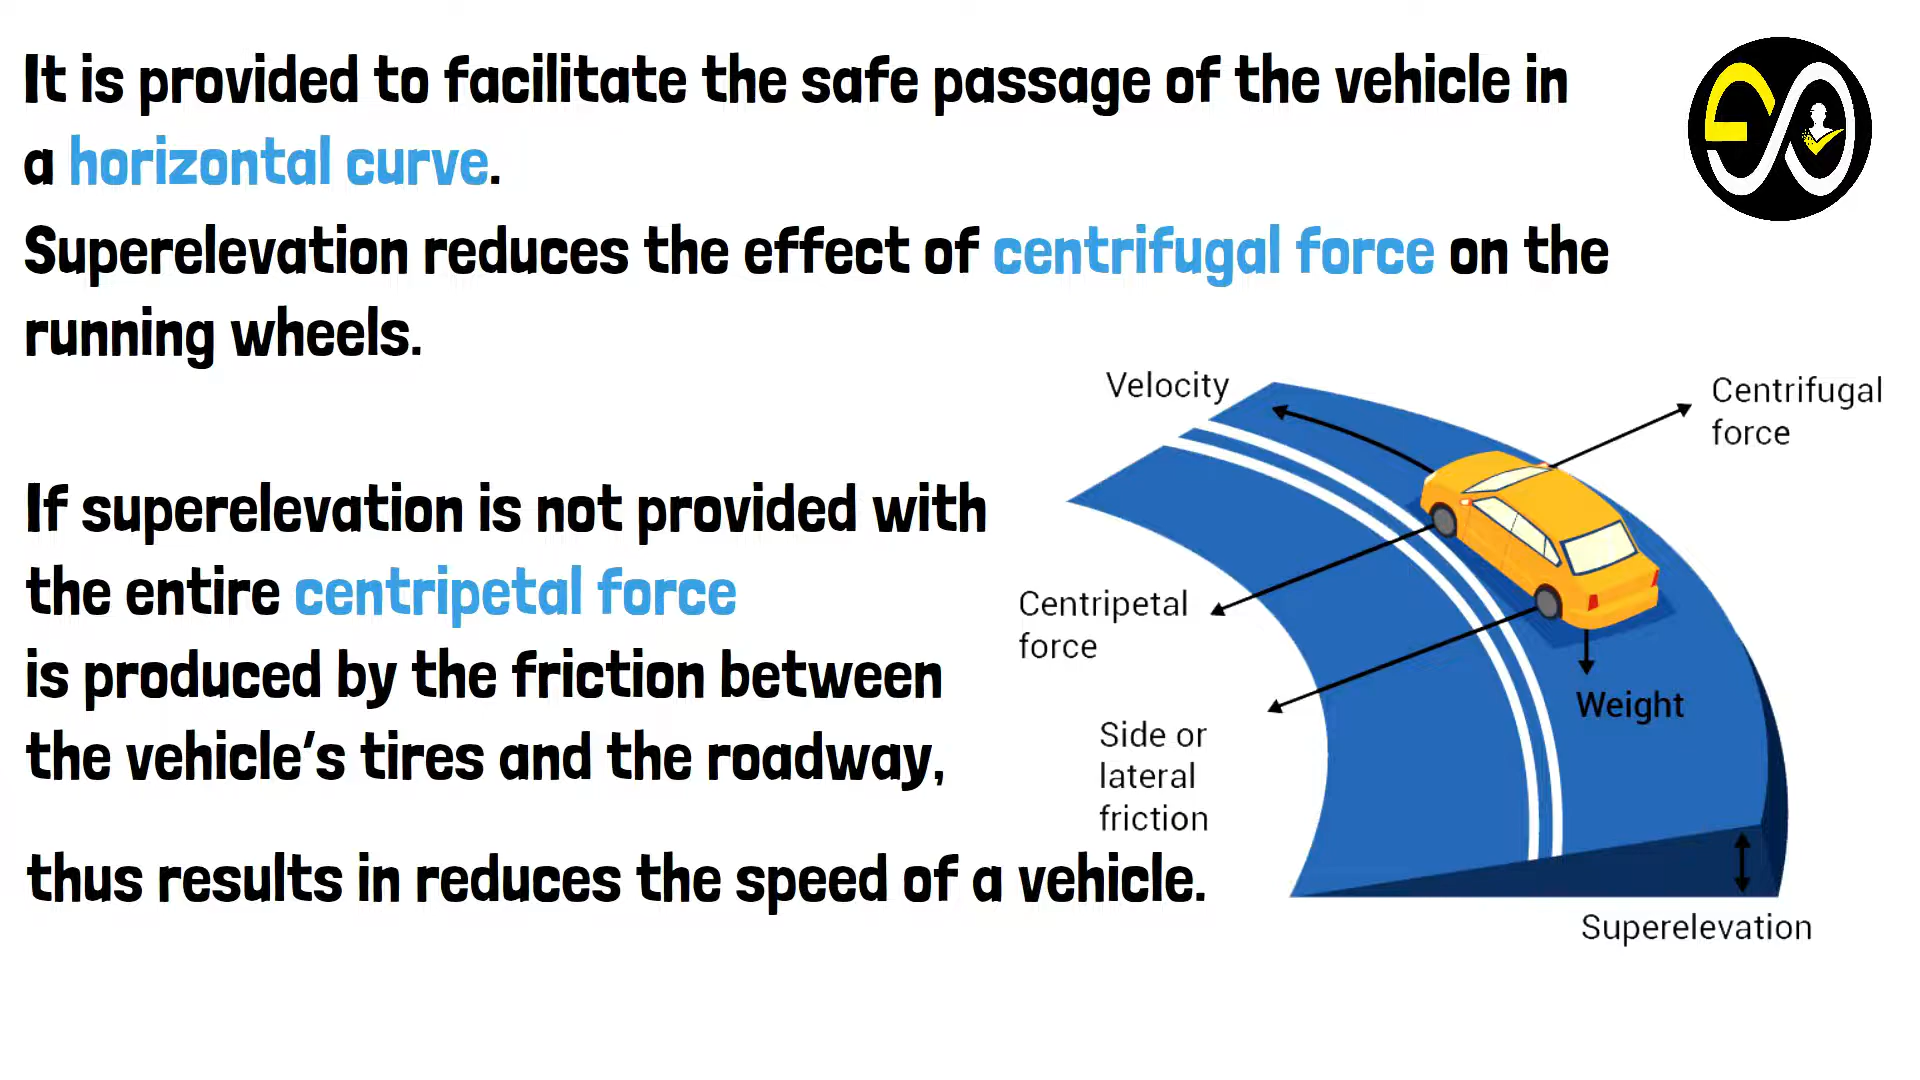 It is provided to facilitate the safe passage of the vehicle in
a horizontal curve.
Superelevation reduces the effect of centrifugal force on the
running wheels.
If superelevation is not provided with
the entire centripetal force
is produced by the friction between
the vehicle's tires and the roadway,
thus results in reduces the speed of a vehicle.
Velocity
Centrifugal
force
Centripetal
force
Weight
Side or
lateral
friction
Superelevation